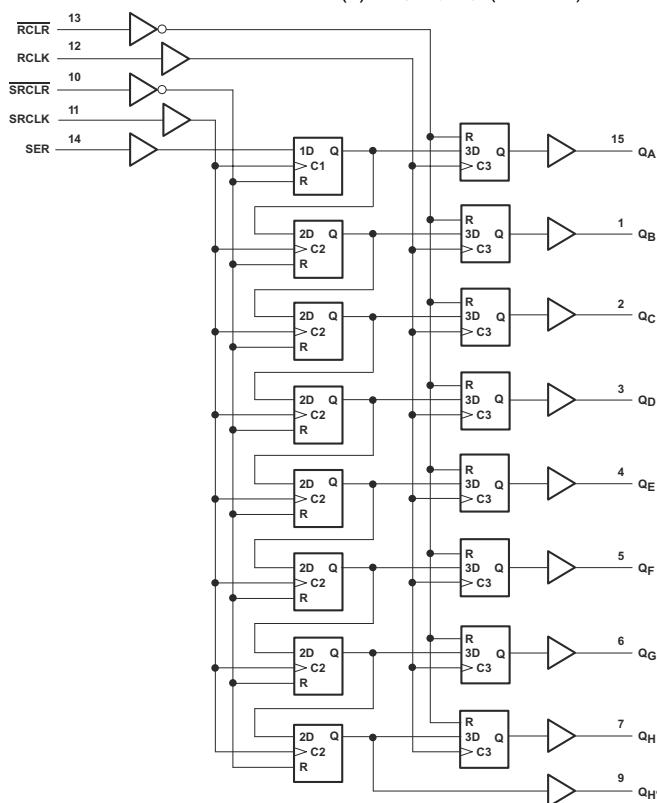 RCLR 13
RCLK 12
SRCLR 10
SRCLK 11
SER 14
1D Q
C1
R
R
3D Q
C3
15 QA
2D Q
C2
R
R
3D Q
C3
1 QB
2D Q
C2
R
R
3D Q
C3
2 QC
2D Q
C2
R
R
3D Q
C3
3 QD
2D Q
C2
R
R
3D Q
C3
4 QE
2D Q
C2
R
R
3D Q
C3
5 QF
2D Q
C2
R
R
3D Q
C3
6 QG
2D Q
C2
R
R
3D Q
C3
7 QH
9 QH'